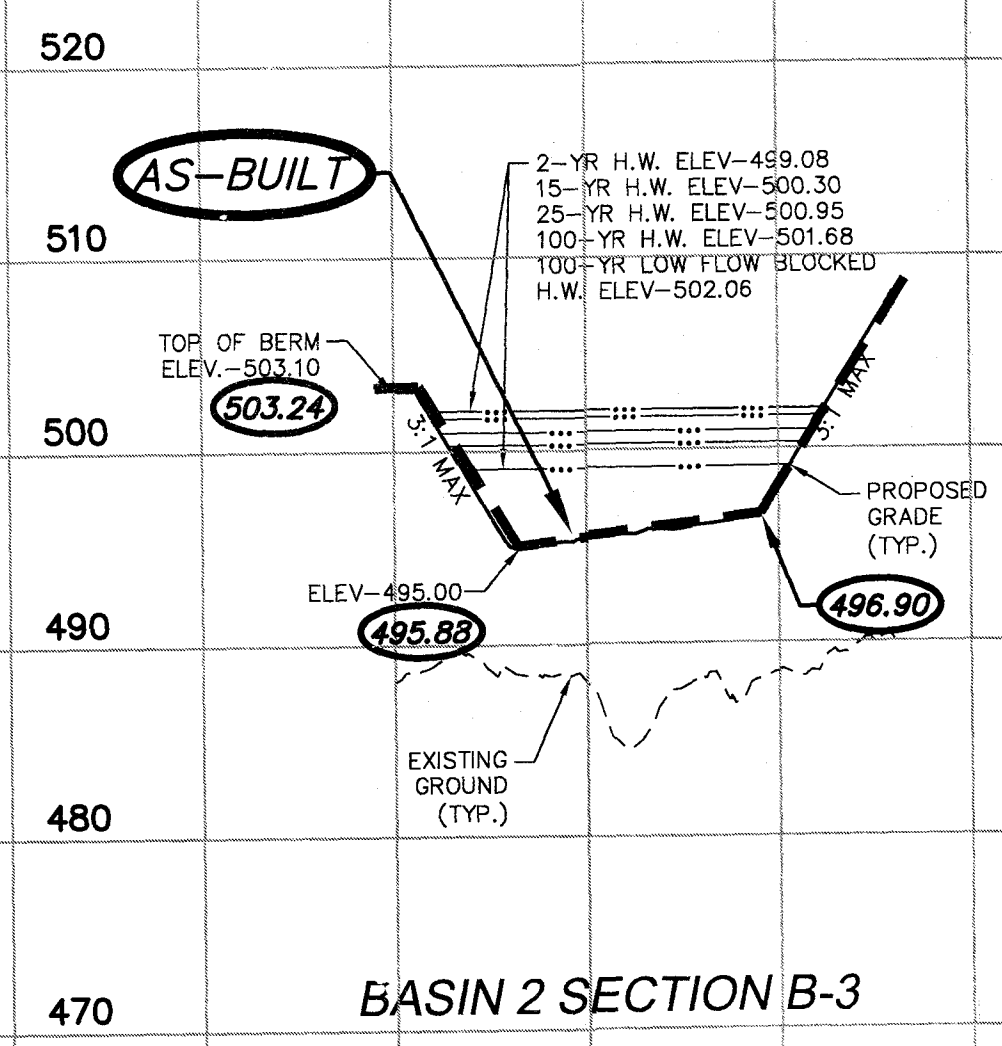 520
AS-BUILT
2-YR H.W. ELEV-499.08
15-YR H.W. ELEV-500.30
25-YR H.W. ELEV-500.95
100-YR H.W. ELEV-501.68
100-YR LOW FLOW BLOCKED
H.W. ELEV-502.06
510
TOP OF BERM
ELEV.-503.10
503.24
500
3:1 MAX
3:1 MAX
PROPOSED
GRADE
(TYP.)
ELEV-495.00
495.88
496.90
490
EXISTING
GROUND
(TYP.)
480
BASIN 2 SECTION B-3
470